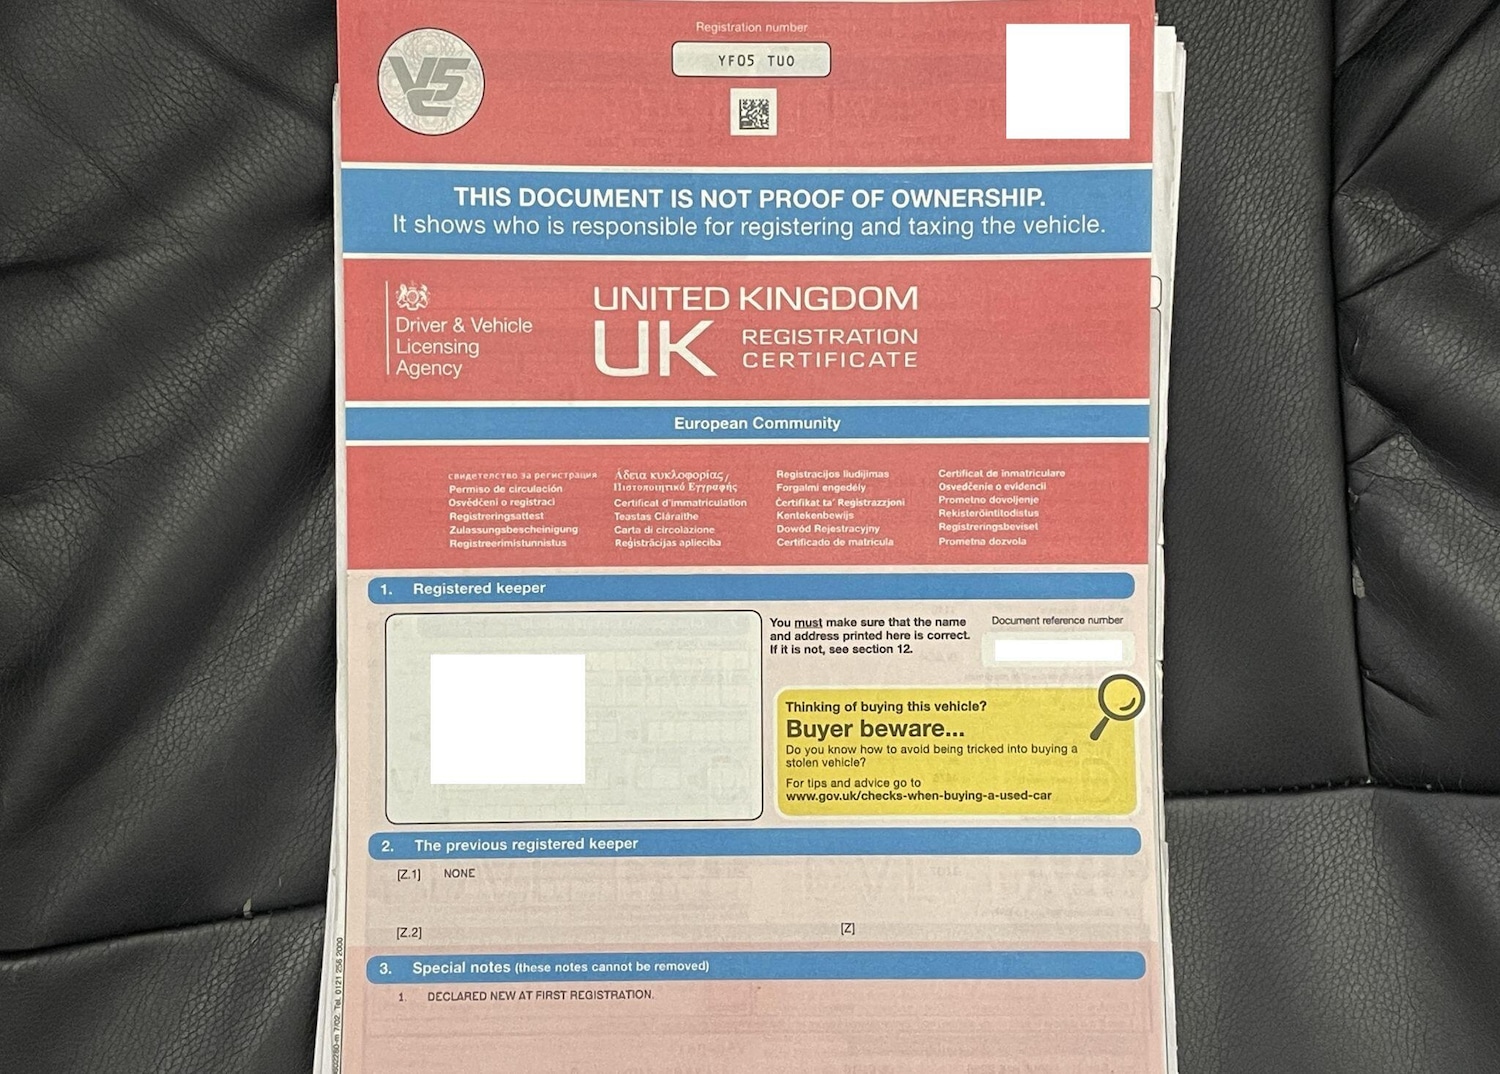 Registration number
V5C
YF05 TUO
THIS DOCUMENT IS NOT PROOF OF OWNERSHIP.
It shows who is responsible for registering and taxing the vehicle.
Driver & Vehicle
Licensing
Agency
UNITED KINGDOM
UK REGISTRATION
CERTIFICATE
European Community
свидетелство за регистрация
Permiso de circulación
Osvědčení o registraci
Registreringsattest
Zulassungsbescheinigung
Registreerimistunnistus
Άδεια κυκλοφορίας /
Πιστοποιητικό Εγγραφής
Certificat d'immatriculation
Teastas Cláraithe
Carta di circolazione
Reģistrācijas apliecība
Registracijos liudijimas
Forgalmi engedély
Ċertifikat ta' Reġistrazzjoni
Kentekenbewijs
Dowód Rejestracyjny
Certificado de matrícula
Certificat de înmatriculare
Osvedčenie o evidencii
Prometno dovoljenje
Rekisteröintitodistus
Registreringsbeviset
Prometna dozvola
1. Registered keeper
You must make sure that the name
and address printed here is correct.
If it is not, see section 12.
Document reference number
Thinking of buying this vehicle?
Buyer beware...
Do you know how to avoid being tricked into buying a
stolen vehicle?
For tips and advice go to
www.gov.uk/checks-when-buying-a-used-car
2. The previous registered keeper
[Z.1] NONE
[Z.2] [Z]
3. Special notes (these notes cannot be removed)
1. DECLARED NEW AT FIRST REGISTRATION.
7/02. Tel. 0121 256 2000